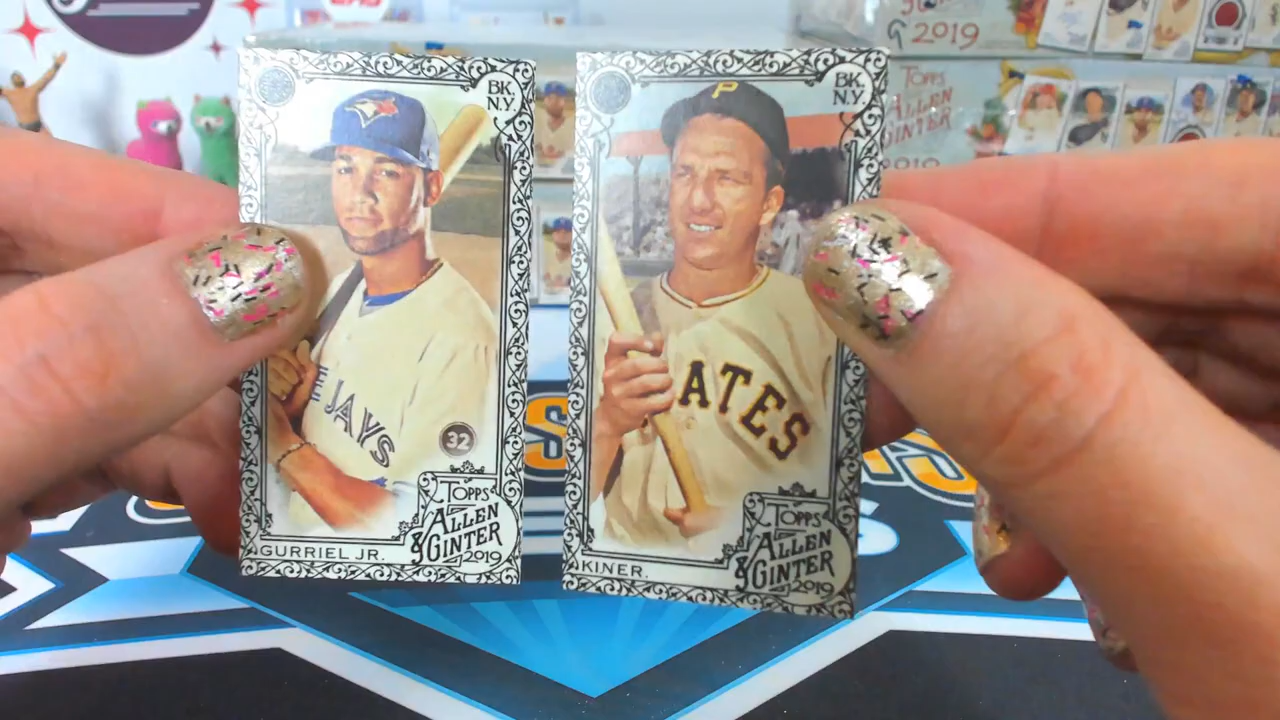 BK.
N.Y.
JAYS
32
TOPPS
ALLEN
& GINTER
2019
GURRIEL JR.
P
BK.
N.Y.
ATES
TOPPS
ALLEN
& GINTER
2019
KINER.
2019
TOPPS
ALLEN
GINTER
2019